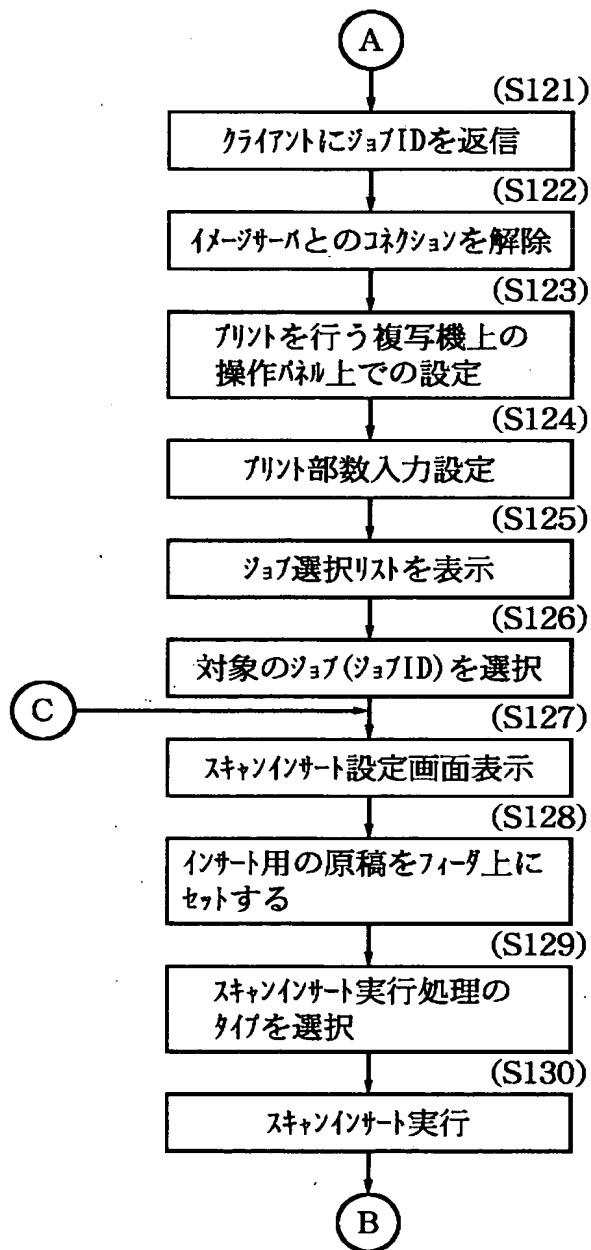 A
(S121)
クライアントにジョブIDを返信
(S122)
イメージサーバとのコネクションを解除
(S123)
プリントを行う複写機上の
操作パネル上での設定
(S124)
プリント部数入力設定
(S125)
ジョブ選択リストを表示
(S126)
対象のジョブ(ジョブID)を選択
C
(S127)
スキャンインサート設定画面表示
(S128)
インサート用の原稿をフィーダ上に
セットする
(S129)
スキャンインサート実行処理の
タイプを選択
(S130)
スキャンインサート実行
B